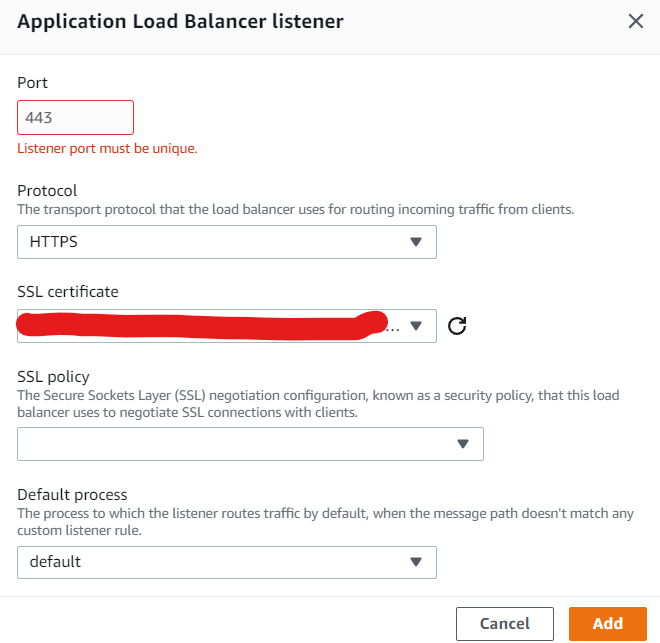 Application Load Balancer listener
Port
443
Listener port must be unique.
Protocol
The transport protocol that the load balancer uses for routing incoming traffic from clients.
HTTPS
SSL certificate
...
SSL policy
The Secure Sockets Layer (SSL) negotiation configuration, known as a security policy, that this load
balancer uses to negotiate SSL connections with clients.
Default process
The process to which the listener routes traffic by default, when the message path doesn't match any
custom listener rule.
default
Cancel
Add